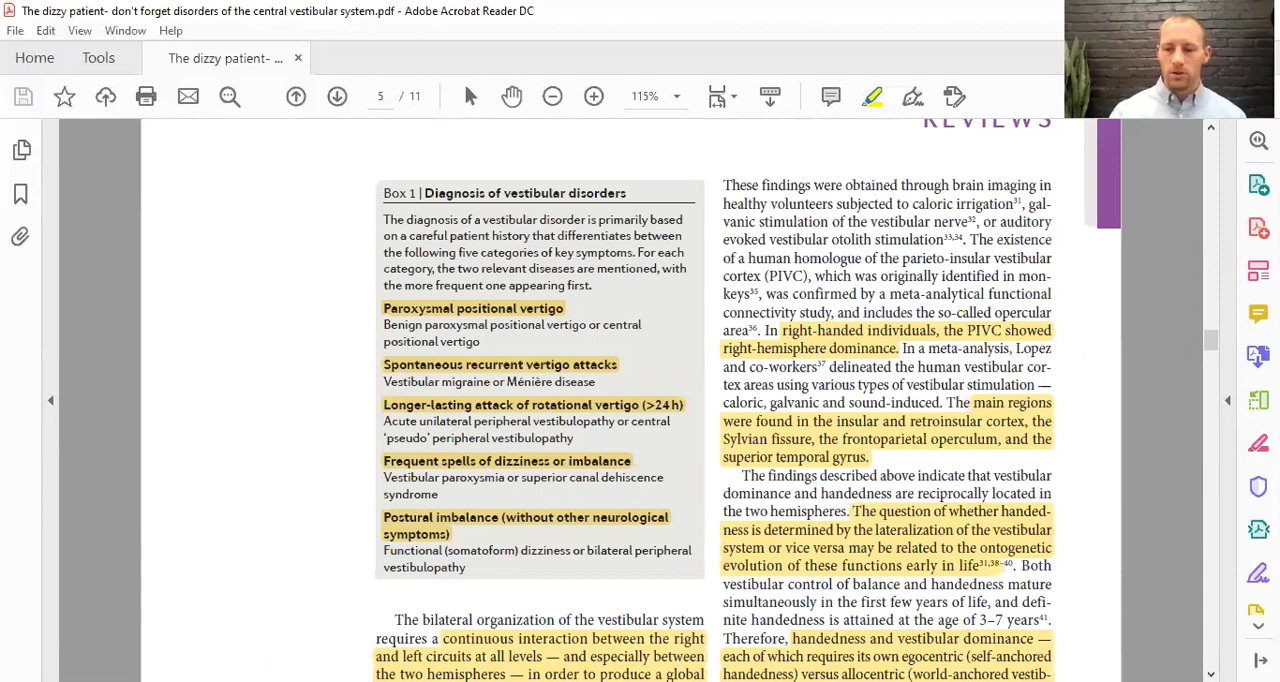 The dizzy patient- don't forget disorders of the central vestibular system.pdf - Adobe Acrobat Reader DC
File Edit View Window Help
Home Tools The dizzy patient- ... ×
5 / 11 115%
REVIEWS
Box 1 | Diagnosis of vestibular disorders
The diagnosis of a vestibular disorder is primarily based
on a careful patient history that differentiates between
the following five categories of key symptoms. For each
category, the two relevant diseases are mentioned, with
the more frequent one appearing first.
Paroxysmal positional vertigo
Benign paroxysmal positional vertigo or central
positional vertigo
Spontaneous recurrent vertigo attacks
Vestibular migraine or Ménière disease
Longer-lasting attack of rotational vertigo (>24 h)
Acute unilateral peripheral vestibulopathy or central
‘pseudo’ peripheral vestibulopathy
Frequent spells of dizziness or imbalance
Vestibular paroxysmia or superior canal dehiscence
syndrome
Postural imbalance (without other neurological
symptoms)
Functional (somatoform) dizziness or bilateral peripheral
vestibulopathy
The bilateral organization of the vestibular system
requires a continuous interaction between the right
and left circuits at all levels — and especially between
the two hemispheres — in order to produce a global
These findings were obtained through brain imaging in
healthy volunteers subjected to caloric irrigation31, gal-
vanic stimulation of the vestibular nerve32, or auditory
evoked vestibular otolith stimulation33,34. The existence
of a human homologue of the parieto-insular vestibular
cortex (PIVC), which was originally identified in mon-
keys35, was confirmed by a meta-analytical functional
connectivity study, and includes the so-called opercular
area36. In right-handed individuals, the PIVC showed
right-hemisphere dominance. In a meta-analysis, Lopez
and co-workers37 delineated the human vestibular cor-
tex areas using various types of vestibular stimulation —
caloric, galvanic and sound-induced. The main regions
were found in the insular and retroinsular cortex, the
Sylvian fissure, the frontoparietal operculum, and the
superior temporal gyrus.
The findings described above indicate that vestibular
dominance and handedness are reciprocally located in
the two hemispheres. The question of whether handed-
ness is determined by the lateralization of the vestibular
system or vice versa may be related to the ontogenetic
evolution of these functions early in life31,38–40. Both
vestibular control of balance and handedness mature
simultaneously in the first few years of life, and defi-
nite handedness is attained at the age of 3–7 years41.
Therefore, handedness and vestibular dominance —
each of which requires its own egocentric (self-anchored
handedness) versus allocentric (world-anchored vestib-